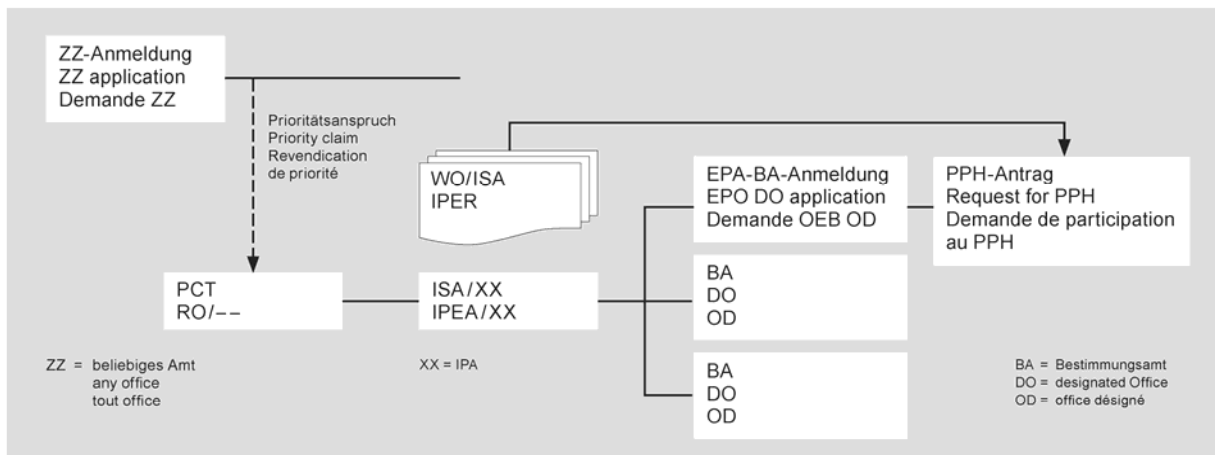 ZZ-Anmeldung
ZZ application
Demande ZZ
Prioritätsanspruch
Priority claim
Revendication
de priorité
WO/ISA
IPER
EPA-BA-Anmeldung
EPO DO application
Demande OEB OD
PPH-Antrag
Request for PPH
Demande de participation
au PPH
PCT
RO/--
ISA/XX
IPEA/XX
BA
DO
OD
BA
DO
OD
ZZ = beliebiges Amt
any office
tout office
XX = IPA
BA = Bestimmungsamt
DO = designated Office
OD = office désigné